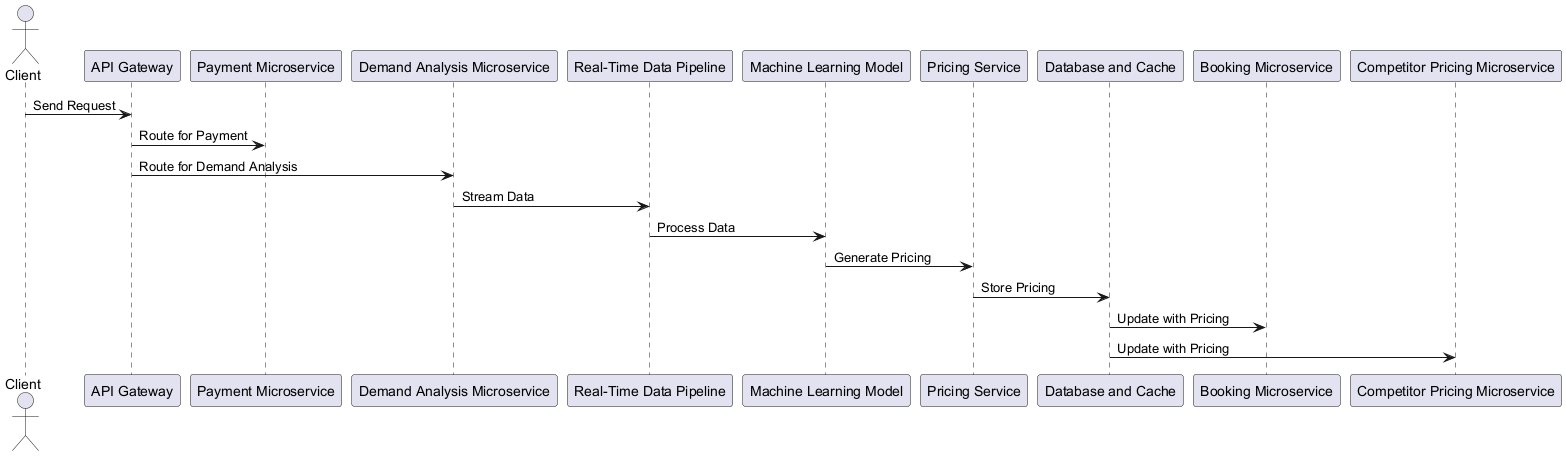 Client
API Gateway
Payment Microservice
Demand Analysis Microservice
Real-Time Data Pipeline
Machine Learning Model
Pricing Service
Database and Cache
Booking Microservice
Competitor Pricing Microservice
Send Request
Route for Payment
Route for Demand Analysis
Stream Data
Process Data
Generate Pricing
Store Pricing
Update with Pricing
Update with Pricing
Client
API Gateway
Payment Microservice
Demand Analysis Microservice
Real-Time Data Pipeline
Machine Learning Model
Pricing Service
Database and Cache
Booking Microservice
Competitor Pricing Microservice